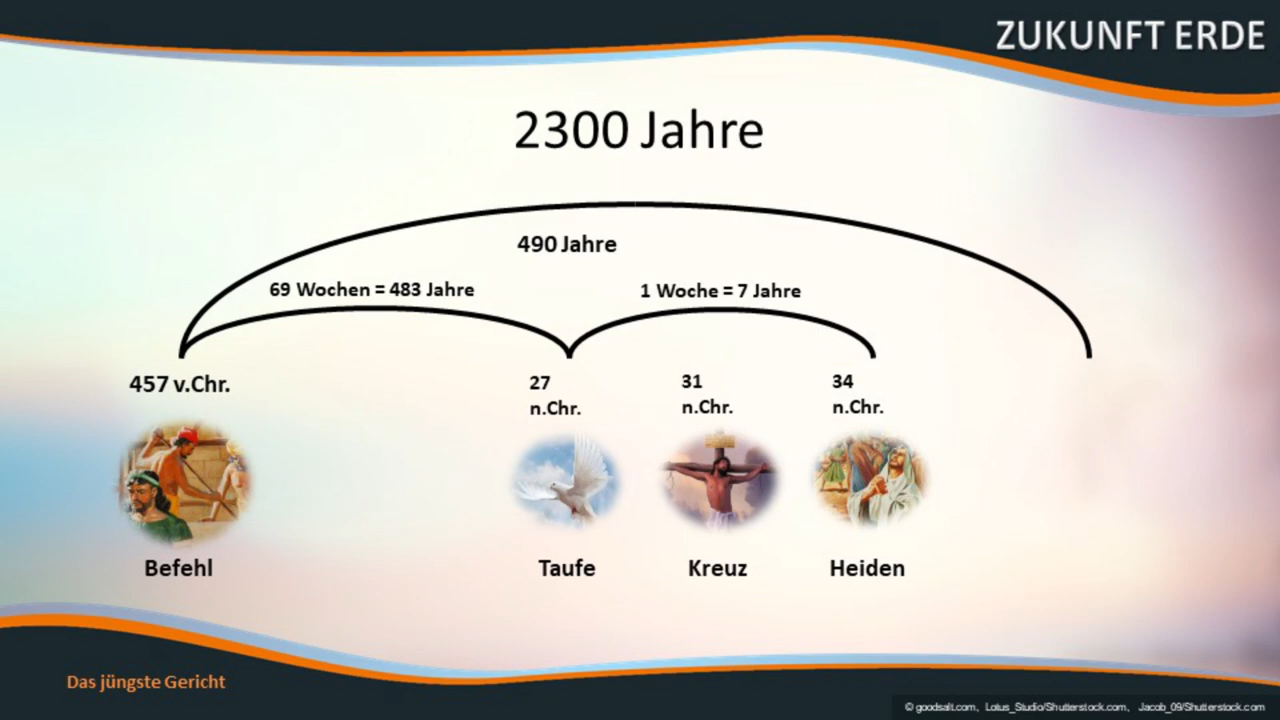 ZUKUNFT ERDE
2300 Jahre
490 Jahre
69 Wochen = 483 Jahre
1 Woche = 7 Jahre
457 v.Chr.
27
n.Chr.
31
n.Chr.
34
n.Chr.
Befehl
Taufe
Kreuz
Heiden
Das jüngste Gericht
© goodsalt.com, Lotus_Studio/Shutterstock.com, Jacob_09/Shutterstock.com